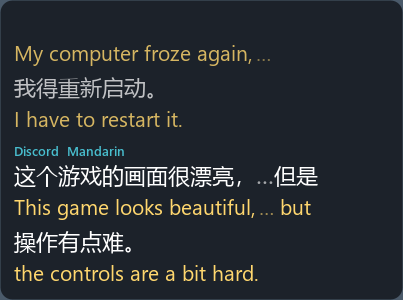 My computer froze again, ...
我得重新启动。
I have to restart it.
Discord Mandarin
这个游戏的画面很漂亮，...但是
This game looks beautiful, ... but
操作有点难。
the controls are a bit hard.